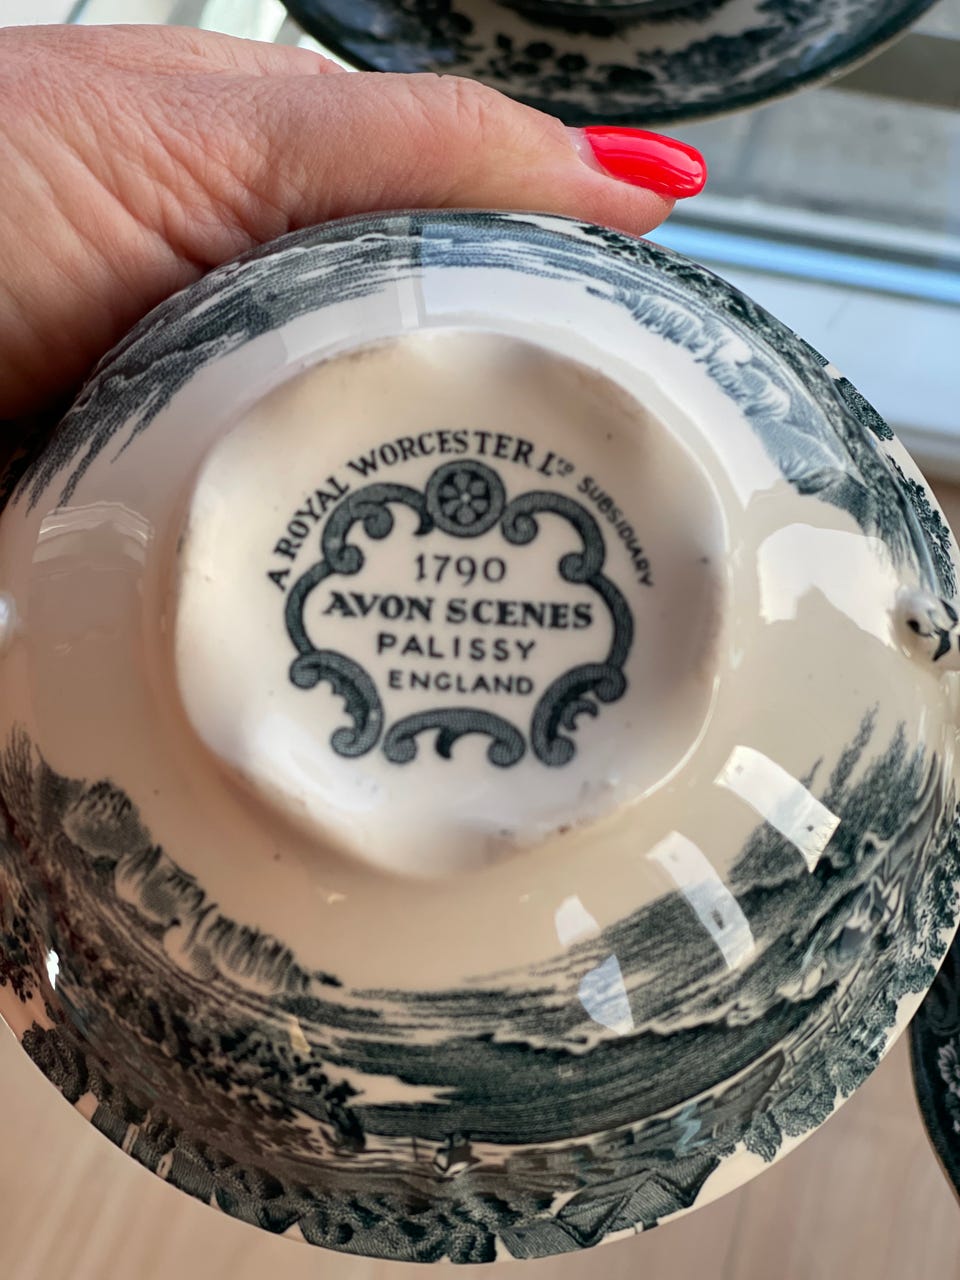 A ROYAL WORCESTER LTD SUBSIDIARY
1790
AVON SCENES
PALISSY
ENGLAND